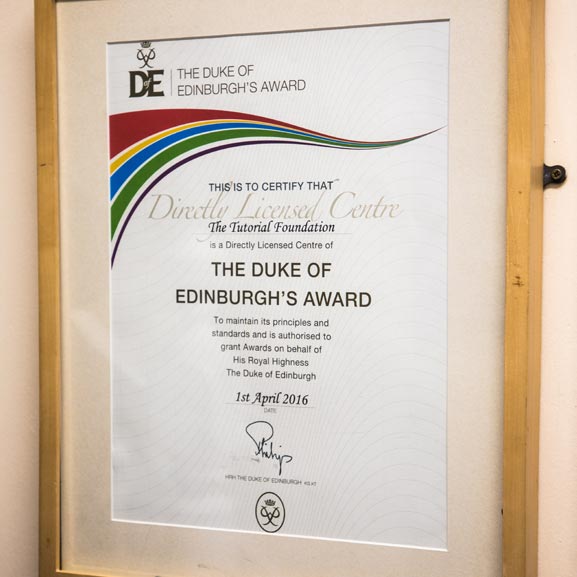 DofE
THE DUKE OF
EDINBURGH'S AWARD
THIS IS TO CERTIFY THAT
Directly Licensed Centre
The Tutorial Foundation
is a Directly Licensed Centre of
THE DUKE OF
EDINBURGH'S AWARD
To maintain its principles and
standards and is authorised to
grant Awards on behalf of
His Royal Highness
The Duke of Edinburgh
1st April 2016
DATE
Philip
HRH THE DUKE OF EDINBURGH KG KT